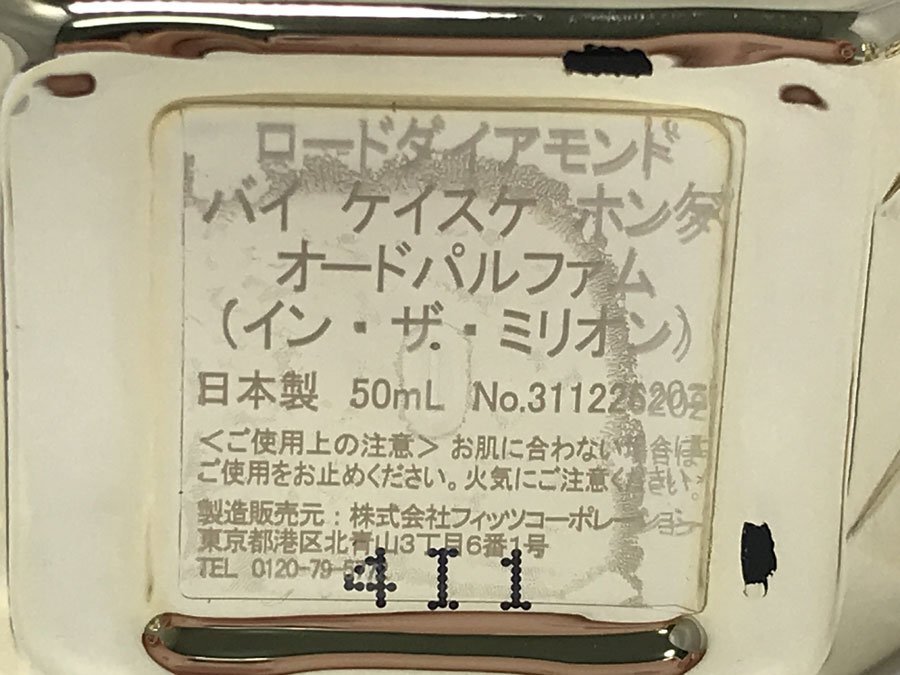 ロードダイアモンド
バイ ケイスケ ホンダ
オードパルファム
(イン・ザ・ミリオン)
日本製 50mL
＜ご使用上の注意＞ お肌に合わない場合は
ご使用をお止めください。火気にご注意ください。
製造販売元：株式会社フィッツコーポレーション
東京都港区北青山3丁目6番1号
TEL 0120-79-
4I1